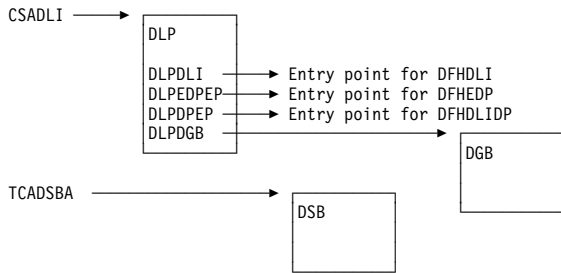 CSADLI
DLP
DLPDLI Entry point for DFHDLI
DLPEDPEP Entry point for DFHEDP
DLPDPEP Entry point for DFHDLIDP
DLPDGB
DGB
TCADSBA
DSB